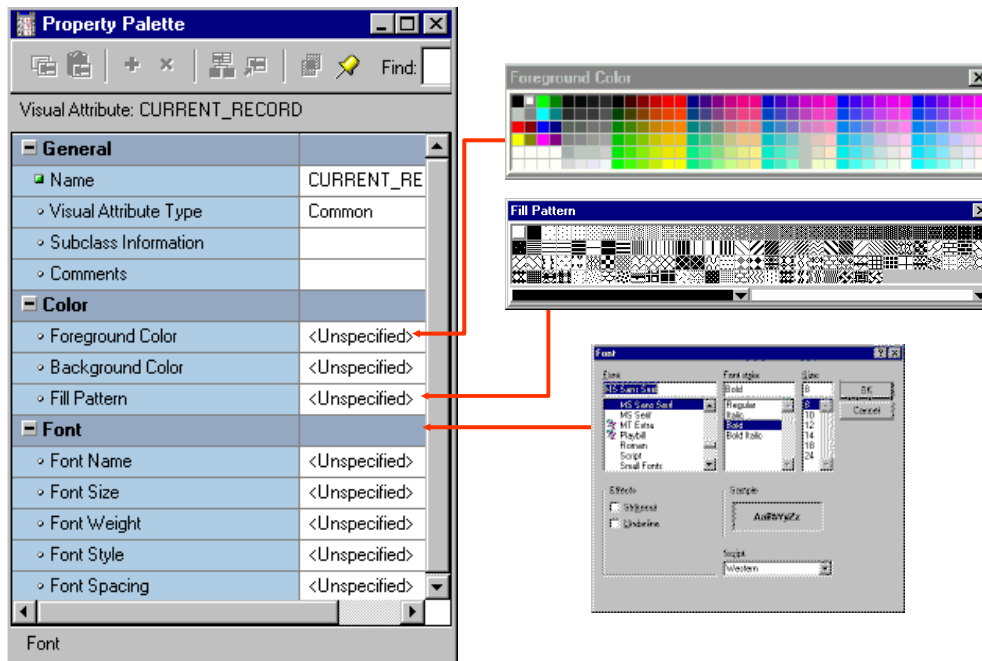 Property Palette
Find:
Visual Attribute: CURRENT_RECORD
General
Name CURRENT_RE
Visual Attribute Type Common
Subclass Information
Comments
Color
Foreground Color <Unspecified>
Background Color <Unspecified>
Fill Pattern <Unspecified>
Font
Font Name <Unspecified>
Font Size <Unspecified>
Font Weight <Unspecified>
Font Style <Unspecified>
Font Spacing <Unspecified>
Font
Foreground Color
Fill Pattern
Font
Font: Font style: Size:
MS Sans Serif Bold 8
MS Sans Serif Regular 8
MS Serif Italic 10
MT Extra Bold 12
Playbill Bold Italic 14
Roman 18
Script 24
Small Fonts
OK
Cancel
Effects
Strikeout
Underline
Sample
AaBbYyZz
Script
Western